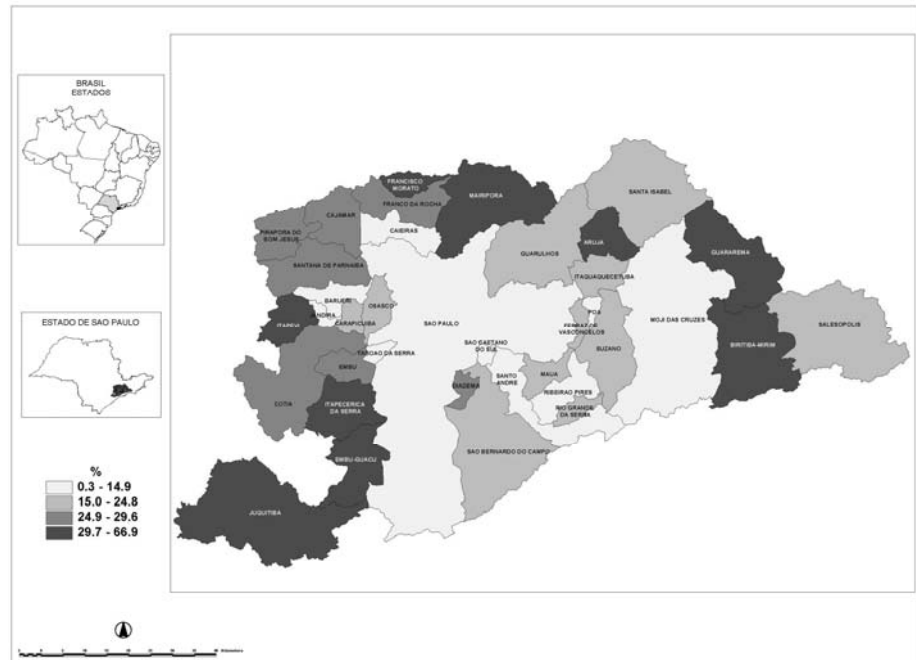 BRASIL
ESTADOS
ESTADO DE SAO PAULO
%
0.3 - 14.9
15.0 - 24.8
24.9 - 29.6
29.7 - 66.9
FRANCISCO
MORATO
MAIRIPORA
SANTA ISABEL
FRANCO DA ROCHA
CAJAMAR
PIRAPORA DO
BOM JESUS
CAIEIRAS
ARUJA
GUARAREMA
GUARULHOS
SANTANA DE PARNAIBA
ITAQUAQUECETUBA
BARUERI
OSASCO
POA
CARAPICUIBA
SAO PAULO
MOJI DAS CRUZES
SALESOPOLIS
VASCONCELOS
SAO CAETANO
DO SUL
SUZANO
BIRITIBA-MIRIM
TABOAO DA SERRA
EMBU
SANTO
ANDRE
MAUA
DIADEMA
RIBEIRAO PIRES
COTIA
ITAPECERICA
DA SERRA
RIO GRANDE
DA SERRA
SAO BERNARDO DO CAMPO
EMBU-GUACU
JUQUITIBA